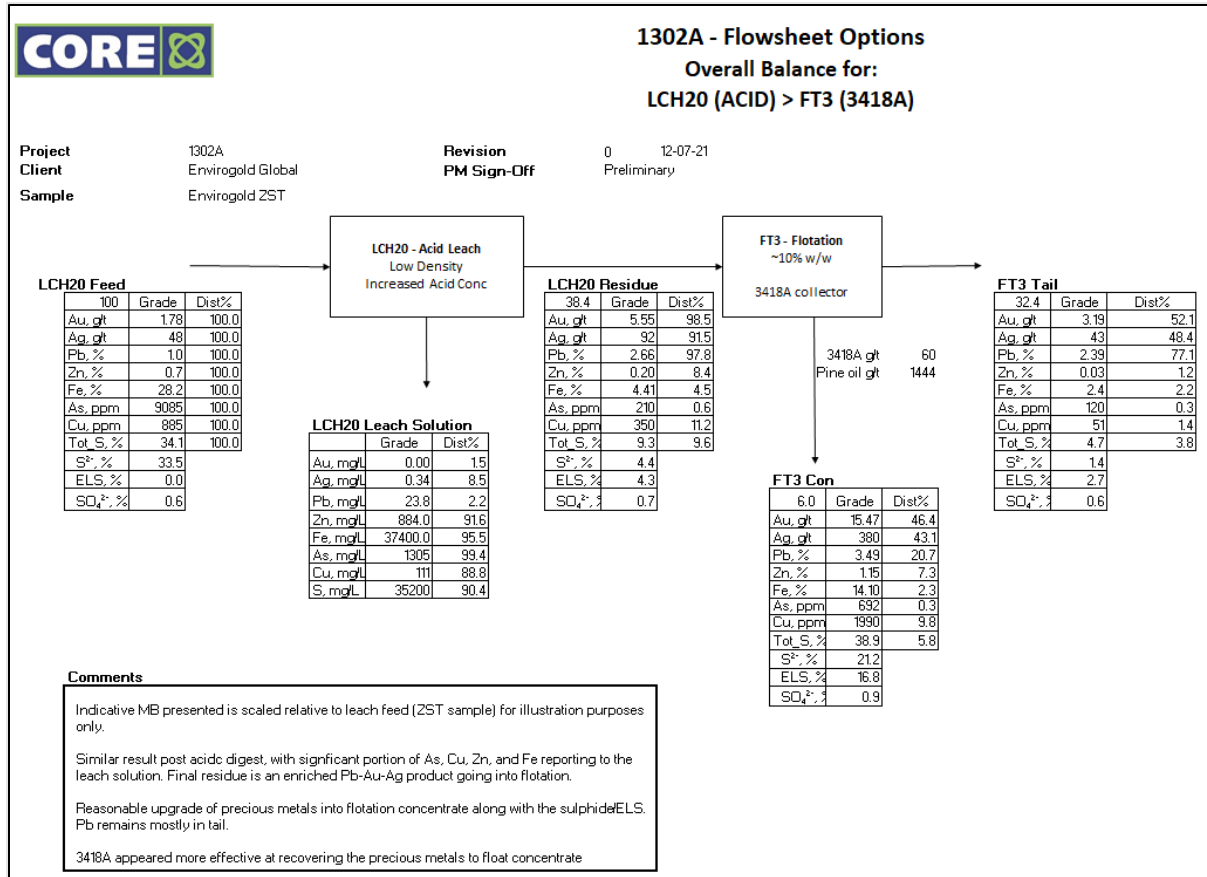 CORE
1302A - Flowsheet Options
Overall Balance for:
LCH20 (ACID) > FT3 (3418A)
Project 1302A Revision 0 12-07-21
Client Envirogold Global PM Sign-Off Preliminary
Sample Envirogold ZST
LCH20 - Acid Leach
Low Density
Increased Acid Conc
FT3 - Flotation
~10% w/w
3418A collector
LCH20 Feed
100 Grade Dist%
Au, g/t 1.78 100.0
Ag, g/t 48 100.0
Pb, % 1.0 100.0
Zn, % 0.7 100.0
Fe, % 28.2 100.0
As, ppm 9085 100.0
Cu, ppm 885 100.0
Tot_S, % 34.1 100.0
S²⁻, % 33.5
ELS, % 0.0
SO₄²⁻, % 0.6
LCH20 Leach Solution
Grade Dist%
Au, mg/L 0.00 1.5
Ag, mg/L 0.34 8.5
Pb, mg/L 23.8 2.2
Zn, mg/L 884.0 91.6
Fe, mg/L 37400.0 95.5
As, mg/L 1305 99.4
Cu, mg/L 111 88.8
S, mg/L 35200 90.4
LCH20 Residue
38.4 Grade Dist%
Au, g/t 5.55 98.5
Ag, g/t 92 91.5
Pb, % 2.66 97.8
Zn, % 0.20 8.4
Fe, % 4.41 4.5
As, ppm 210 0.6
Cu, ppm 350 11.2
Tot_S, % 9.3 9.6
S²⁻, % 4.4
ELS, % 4.3
SO₄²⁻, % 0.7
3418A g/t 60
Pine oil g/t 1444
FT3 Con
6.0 Grade Dist%
Au, g/t 15.47 46.4
Ag, g/t 380 43.1
Pb, % 3.49 20.7
Zn, % 1.15 7.3
Fe, % 14.10 2.3
As, ppm 692 0.3
Cu, ppm 1990 9.8
Tot_S, % 38.9 5.8
S²⁻, % 21.2
ELS, % 16.8
SO₄²⁻, % 0.9
FT3 Tail
32.4 Grade Dist%
Au, g/t 3.19 52.1
Ag, g/t 43 48.4
Pb, % 2.39 77.1
Zn, % 0.03 1.2
Fe, % 2.4 2.2
As, ppm 120 0.3
Cu, ppm 51 1.4
Tot_S, % 4.7 3.8
S²⁻, % 1.4
ELS, % 2.7
SO₄²⁻, % 0.6
Comments
Indicative MB presented is scaled relative to leach feed (ZST sample) for illustration purposes
only.
Similar result post acidc digest, with signficant portion of As, Cu, Zn, and Fe reporting to the
leach solution. Final residue is an enriched Pb-Au-Ag product going into flotation.
Reasonable upgrade of precious metals into flotation concentrate along with the sulphide/ELS.
Pb remains mostly in tail.
3418A appeared more effective at recovering the precious metals to float concentrate